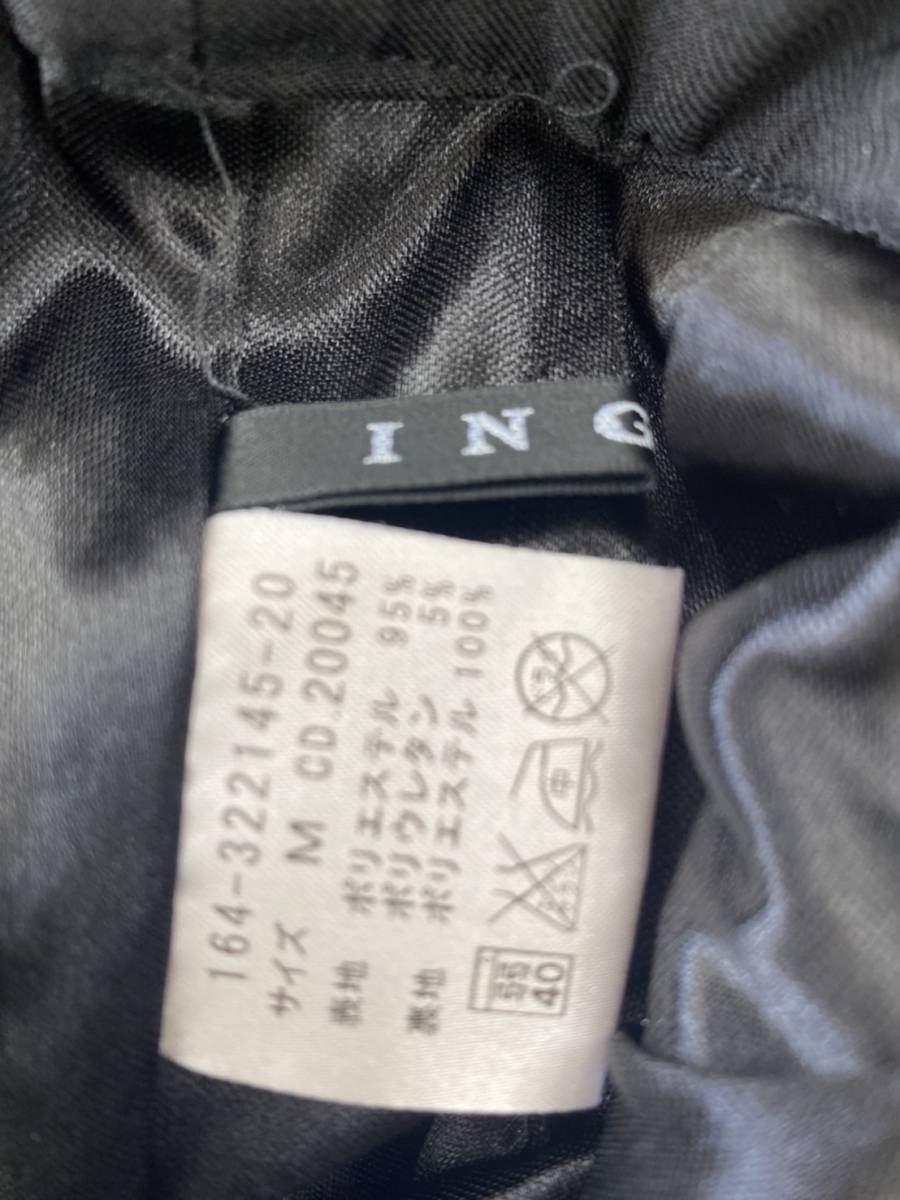 ING
164-322145-20
サイズ M CD.20045
表地 ポリエステル 95%
ポリウレタン 5%
裏地 ポリエステル 100%
中
40